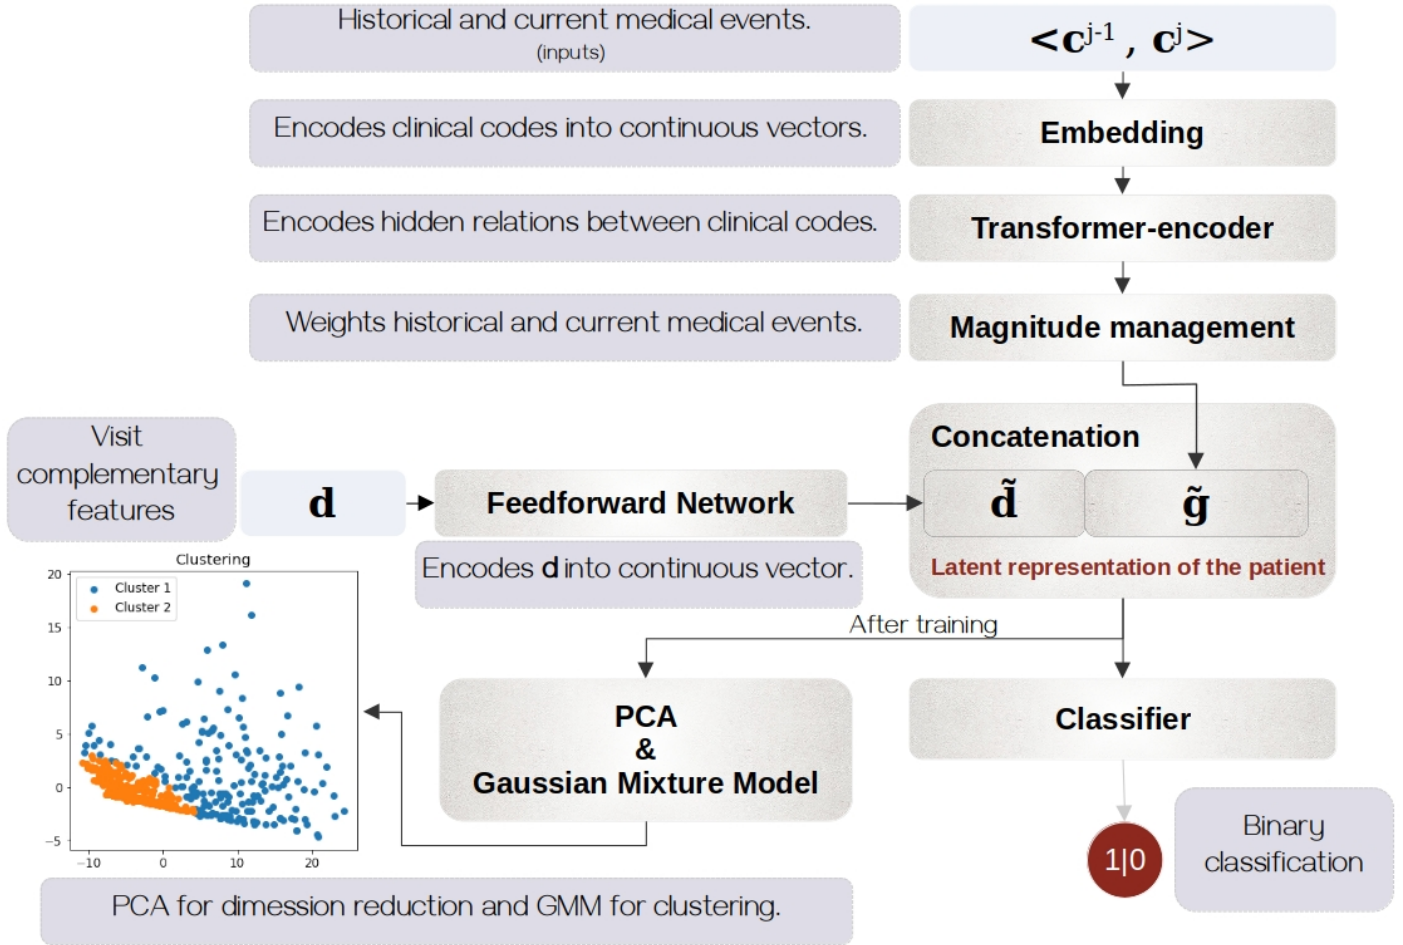 Historical and current medical events.
(inputs)
<c^j-1 , c^j>
Encodes clinical codes into continuous vectors.
Embedding
Encodes hidden relations between clinical codes.
Transformer-encoder
Weights historical and current medical events.
Magnitude management
Visit
complementary
features
d
Feedforward Network
Encodes d into continuous vector.
Concatenation
d̃
g̃
Latent representation of the patient
After training
Clustering
Cluster 1
Cluster 2
20
15
10
5
0
−5
−10
0
10
20
PCA
&
Gaussian Mixture Model
Classifier
1|0
Binary
classification
PCA for dimession reduction and GMM for clustering.